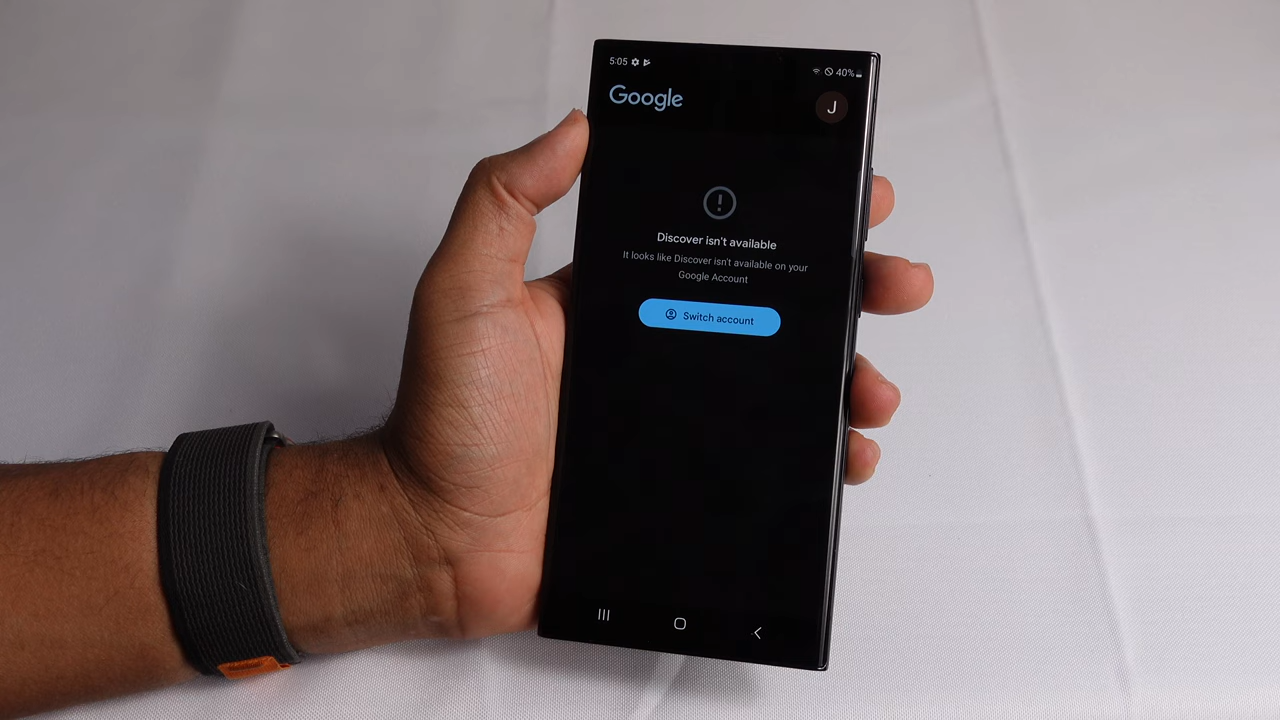 5:05 40%
Google
J
Discover isn't available
It looks like Discover isn't available on your
Google Account
Switch account